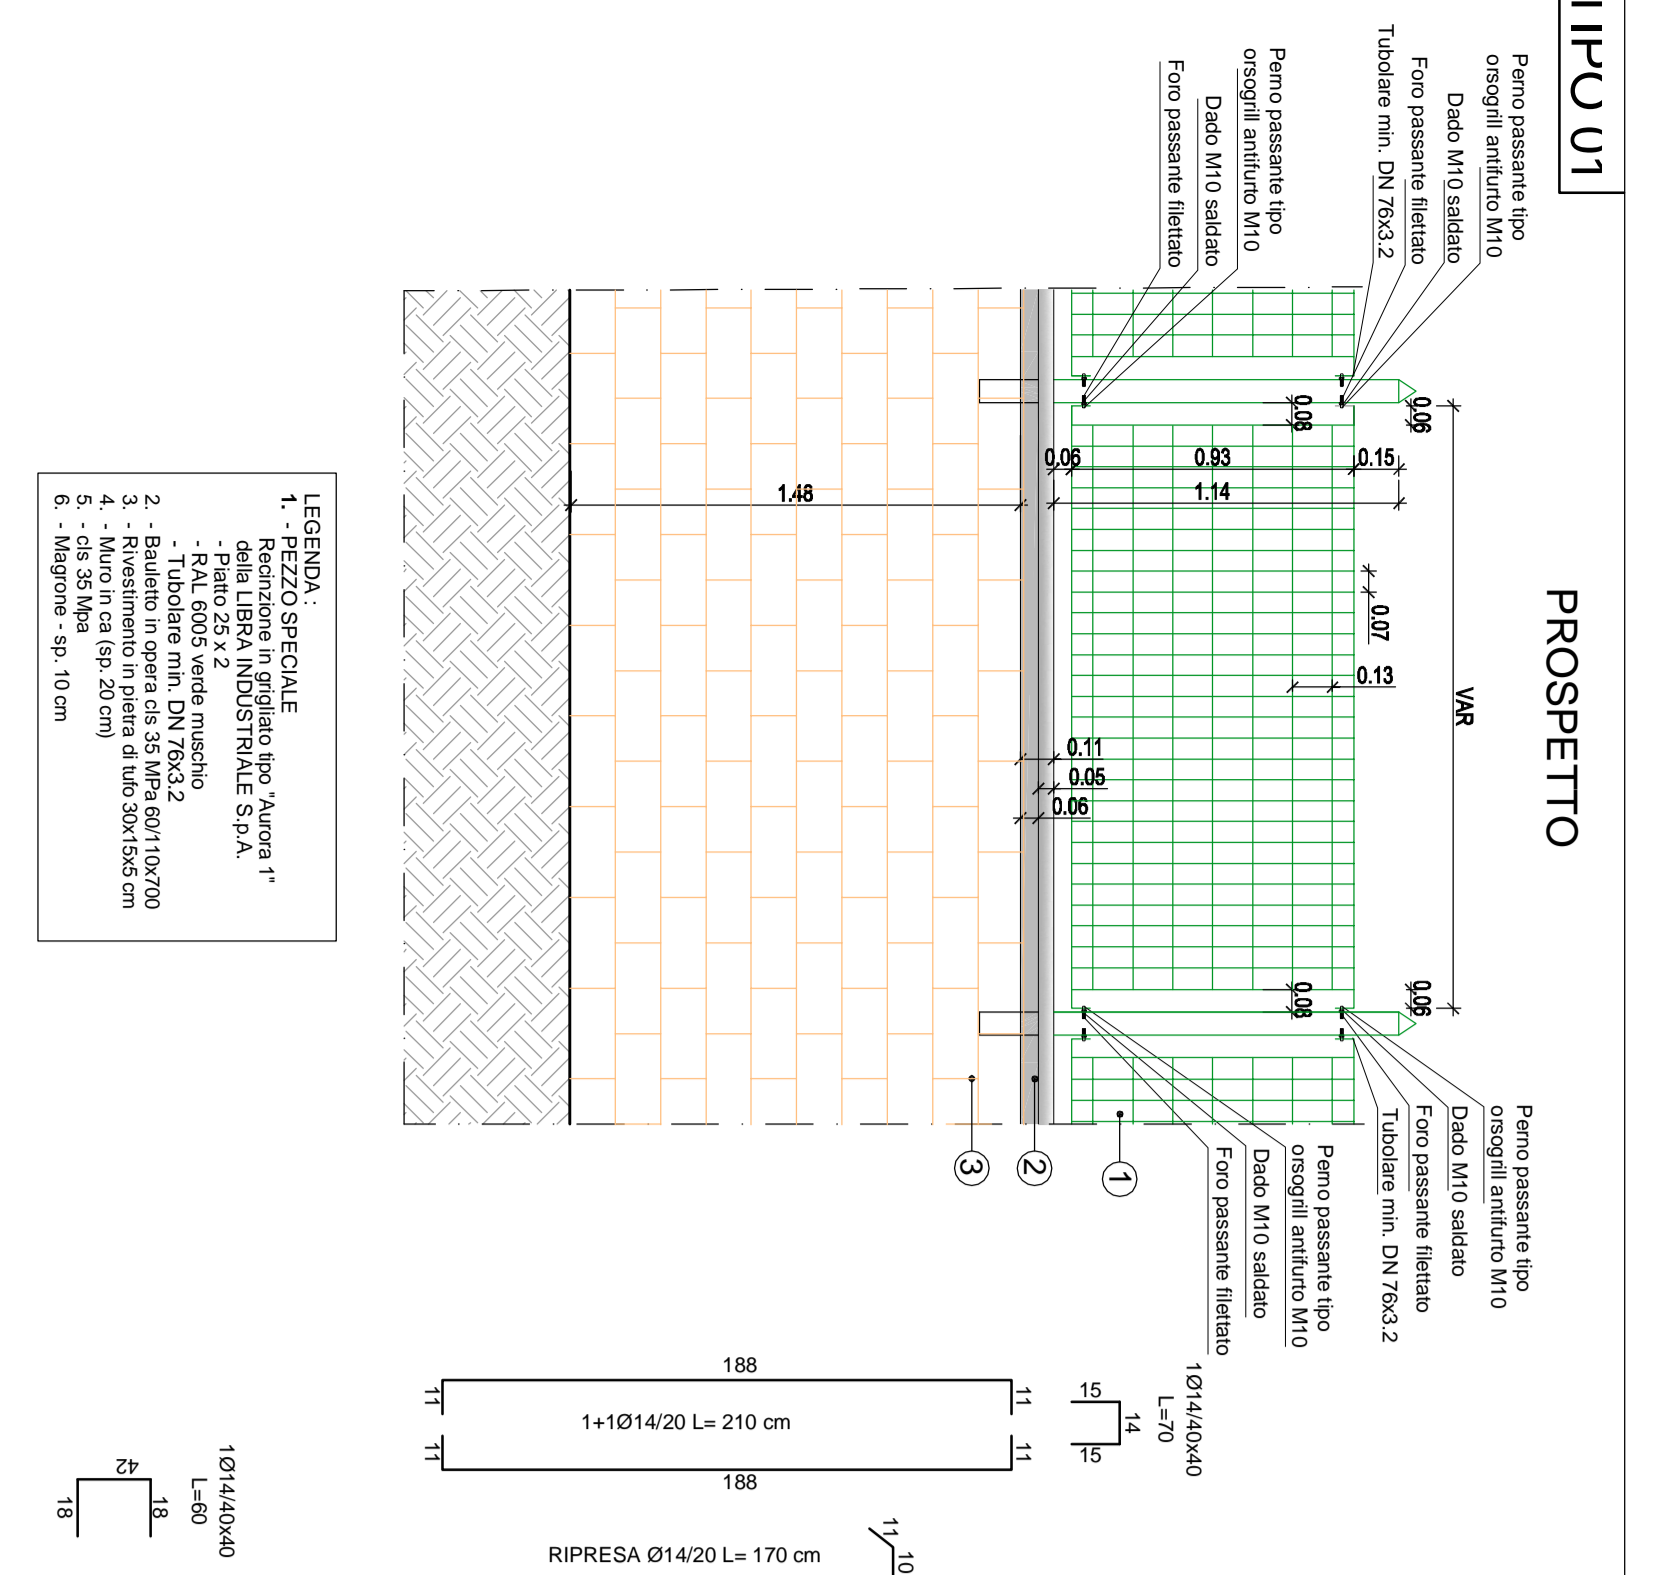 TIPO 01
PROSPETTO
Perno passante tipo
orsogrill antifurto M10
Dado M10 saldato
Foro passante filettato
Tubolare min. DN 76x3.2
Perno passante tipo
orsogrill antifurto M10
Dado M10 saldato
Foro passante filettato
Perno passante tipo
orsogrill antifurto M10
Dado M10 saldato
Foro passante filettato
Tubolare min. DN 76x3.2
Perno passante tipo
orsogrill antifurto M10
Dado M10 saldato
Foro passante filettato
VAR
0.06
0.06
0.08
0.08
0.15
0.93
0.06
1.14
1.48
0.07
0.13
0.11
0.05
0.06
1
2
3
LEGENDA :
1. - PEZZO SPECIALE
Recinzione in grigliato tipo "Aurora 1"
della LIBRA INDUSTRIALE S.p.A.
- Piatto 25 x 2
- RAL 6005 verde muschio
- Tubolare min. DN 76x3.2
2. - Bauletto in opera cls 35 MPa 60/110x700
3. - Rivestimento in pietra di tufo 30x15x5 cm
4. - Muro in ca (sp. 20 cm)
5. - cls 35 Mpa
6. - Magrone - sp. 10 cm
1Ø14/40x40
L=70
15
14
15
188
11
11
1+1Ø14/20 L= 210 cm
11
11
188
1Ø14/40x40
L=60
42
18
18
RIPRESA Ø14/20 L= 170 cm
11
10